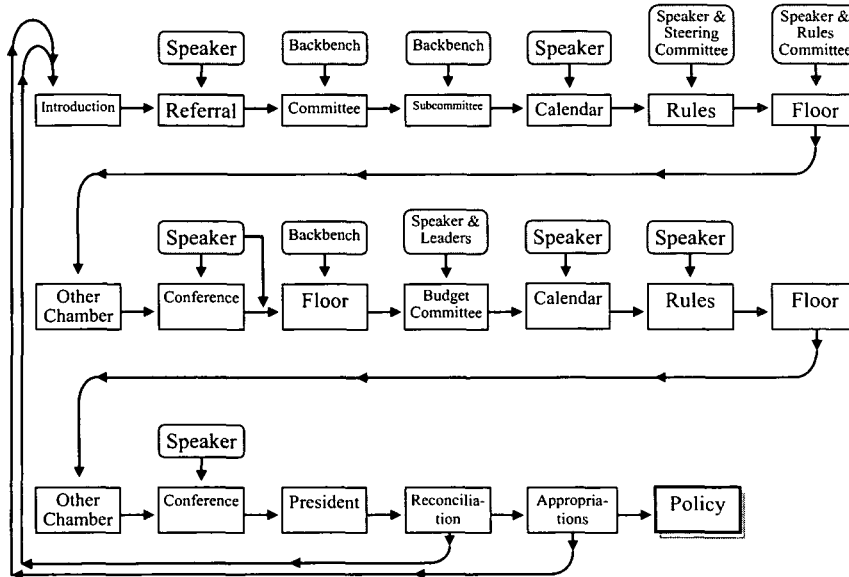 Speaker
Backbench
Backbench
Speaker
Speaker &
Steering
Committee
Speaker &
Rules
Committee
Introduction
Referral
Committee
Subcommittee
Calendar
Rules
Floor
Speaker
Backbench
Speaker &
Leaders
Speaker
Speaker
Other
Chamber
Conference
Floor
Budget
Committee
Calendar
Rules
Floor
Speaker
Other
Chamber
Conference
President
Reconcilia-
tion
Appropria-
tions
Policy